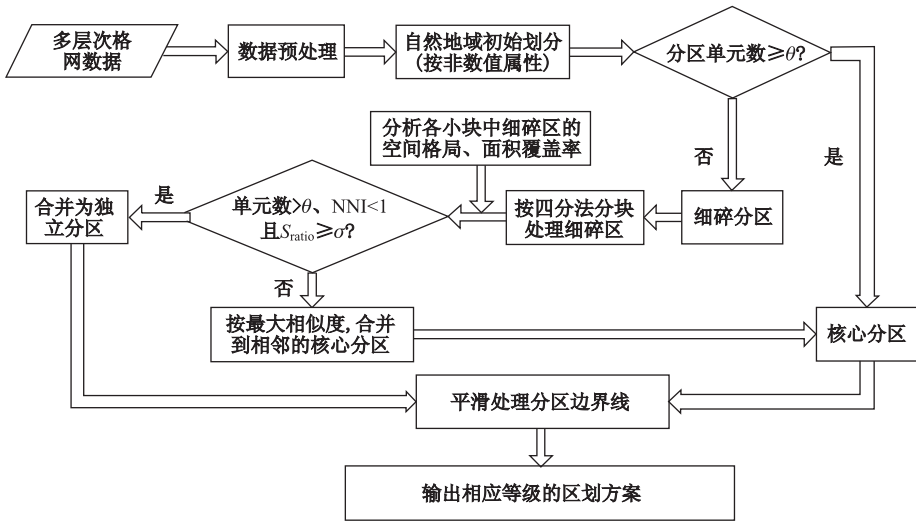 多层次格
网数据
数据预处理
自然地域初始划分
(按非数值属性)
分区单元数≥θ?
分析各小块中细碎区的
空间格局、面积覆盖率
否
是
合并为独
立分区
是
单元数>θ、NNI<1
且Sratio≥σ?
按四分法分块
处理细碎区
细碎分区
否
按最大相似度,合并
到相邻的核心分区
核心分区
平滑处理分区边界线
输出相应等级的区划方案